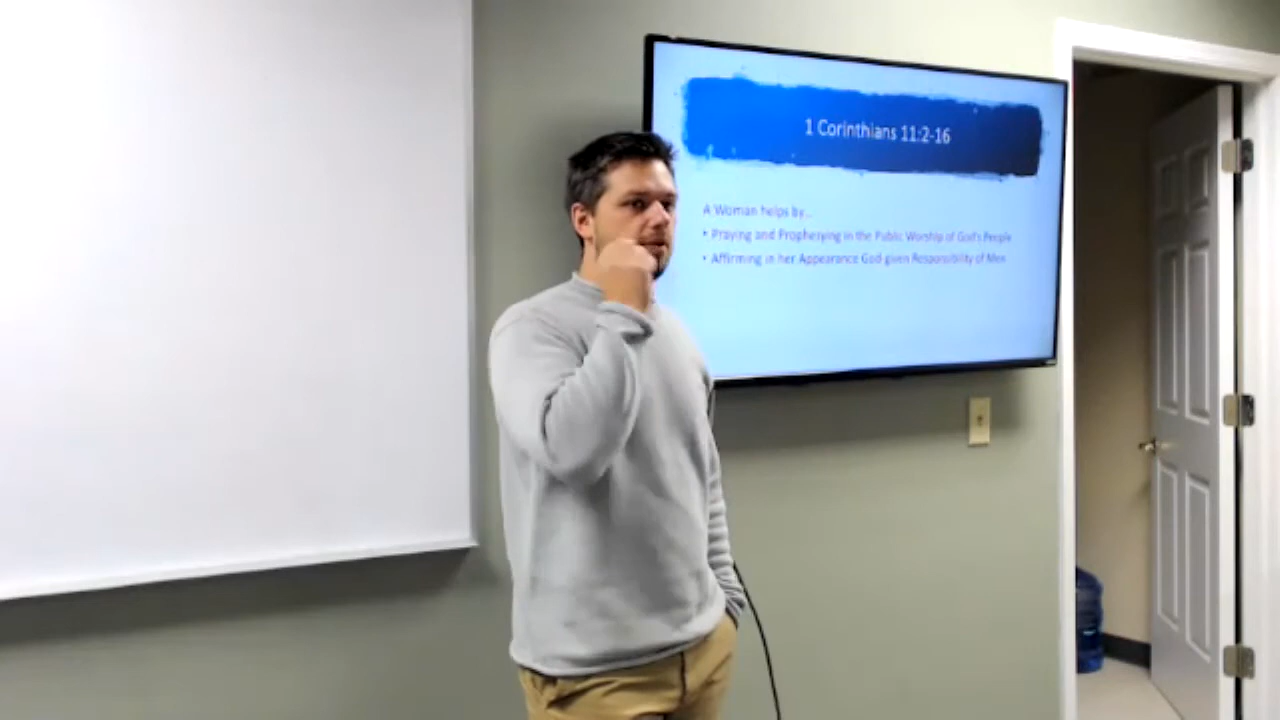 1 Corinthians 11:2-16
A Woman helps by...
• Praying and Prophesying in the Public Worship of God's People
• Affirming in her Appearance God-given Responsibility of Men